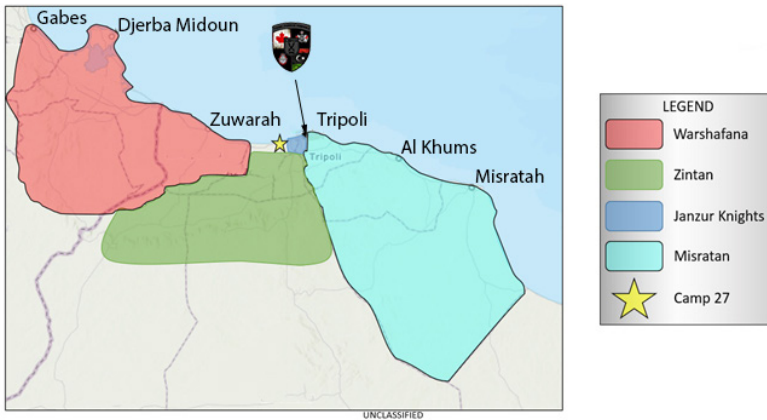 Gabes
Djerba Midoun
Zuwarah
Tripoli
Tripoli
Al Khums
Misratah
LEGEND
Warshafana
Zintan
Janzur Knights
Misratan
Camp 27
UNCLASSIFIED